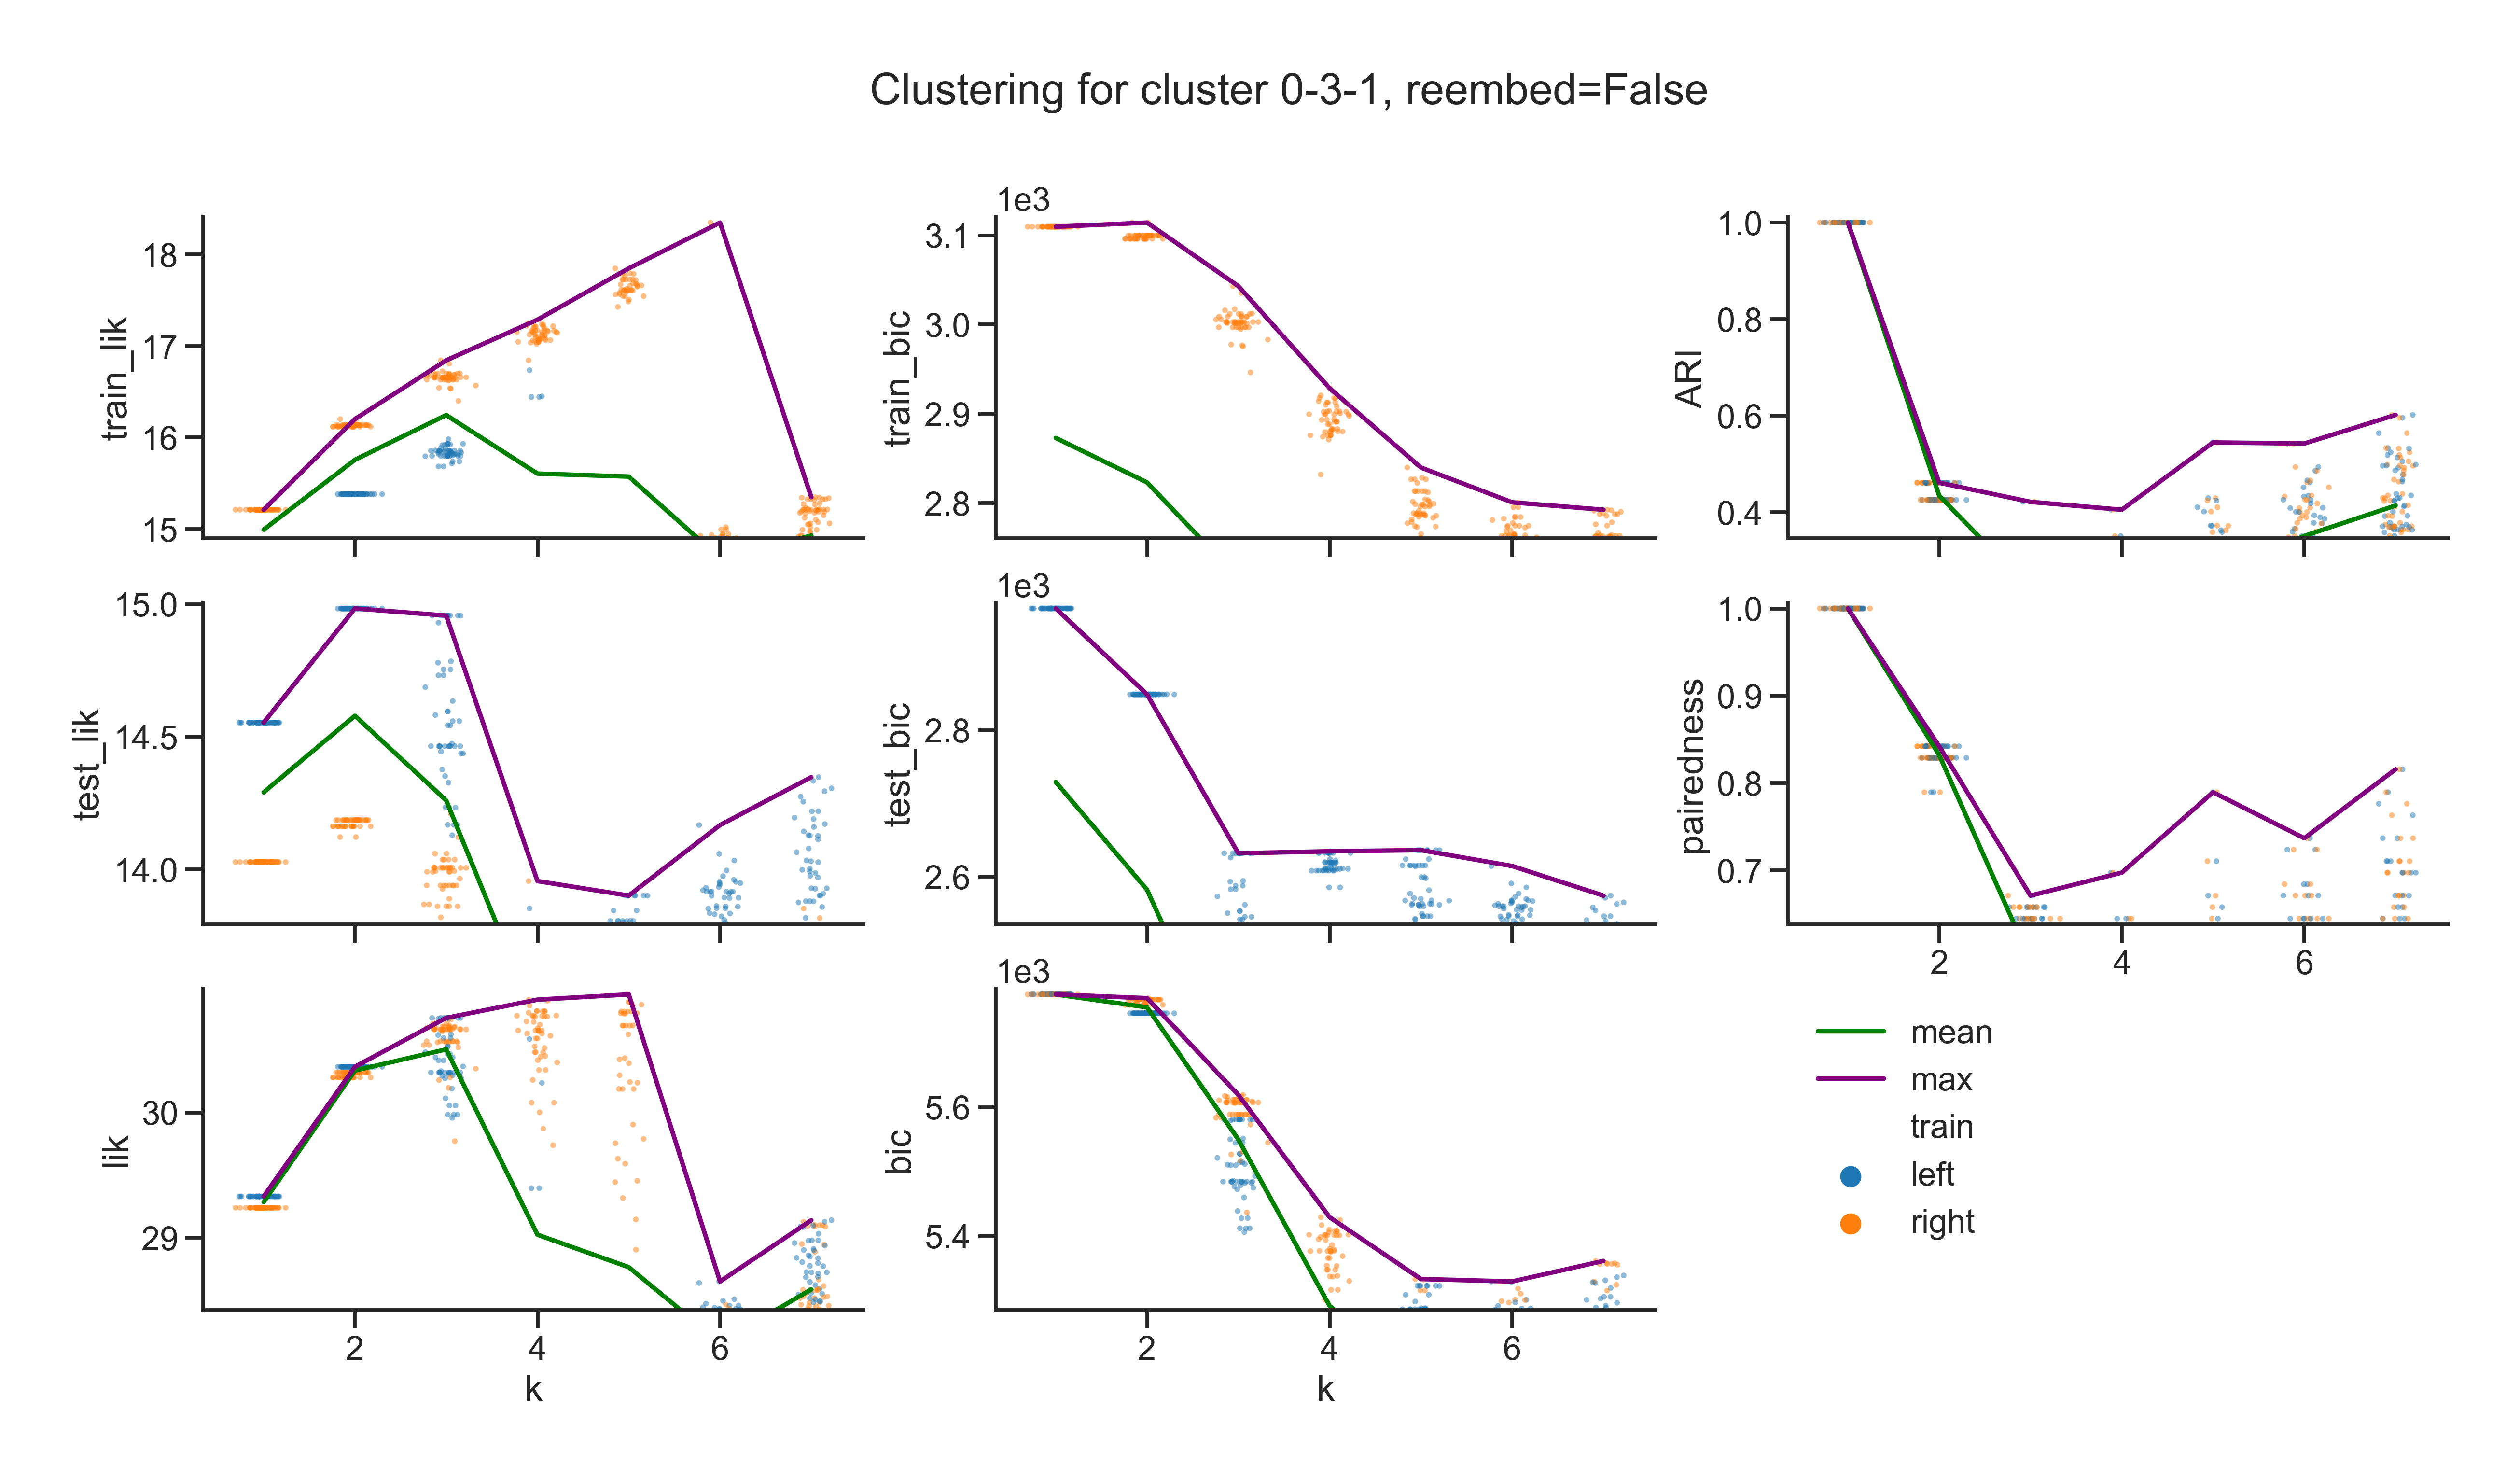 Clustering for cluster 0-3-1, reembed=False
train_lik
18
17
16
15
1e3
train_bic
3.1
3.0
2.9
2.8
ARI
1.0
0.8
0.6
0.4
test_lik
15.0
14.5
14.0
1e3
test_bic
2.8
2.6
pairedness
1.0
0.9
0.8
0.7
2 4 6
lik
30
29
2 4 6
k
1e3
bic
5.6
5.4
2 4 6
k
mean
max
train
left
right